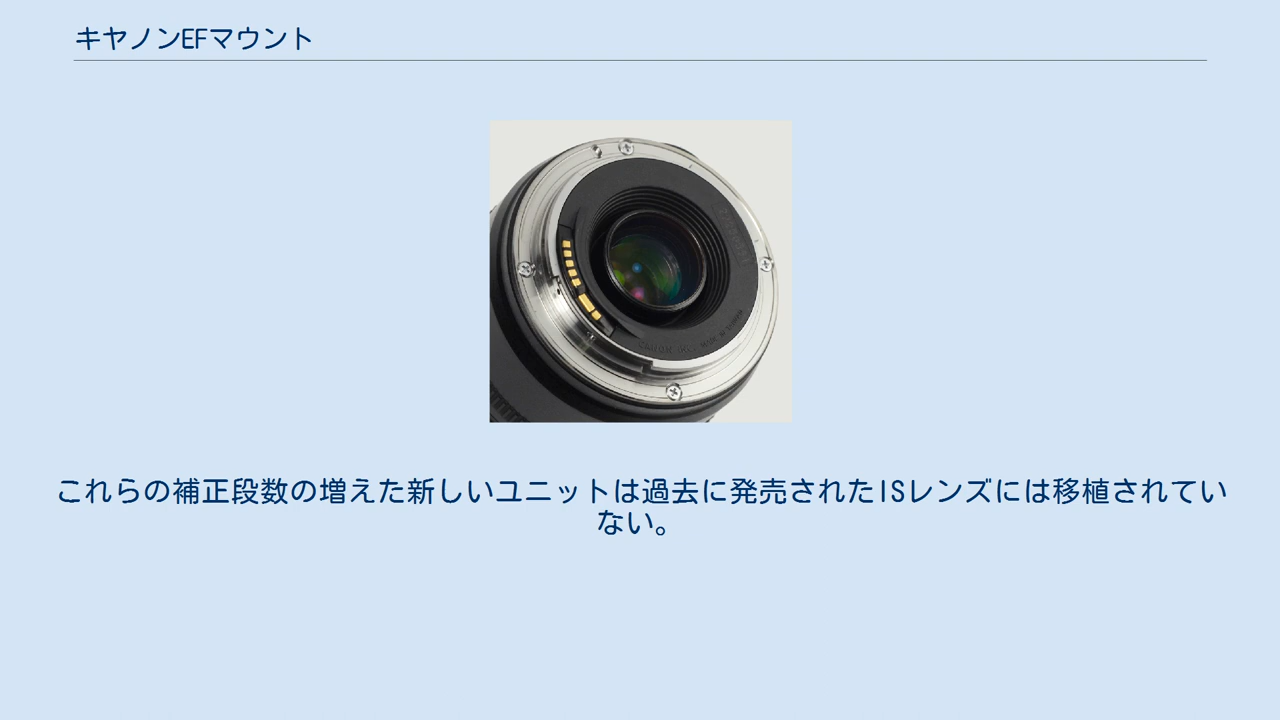 キヤノンEFマウント
これらの補正段数の増えた新しいユニットは過去に発売されたISレンズには移植されてい
ない。